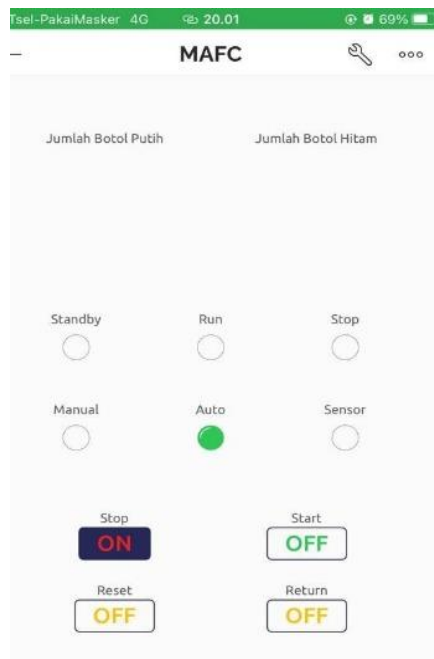 Tsel-PakaiMasker 4G 20.01 69%
MAFC
Jumlah Botol Putih Jumlah Botol Hitam
Standby Run Stop
Manual Auto Sensor
Stop Start
ON OFF
Reset Return
OFF OFF